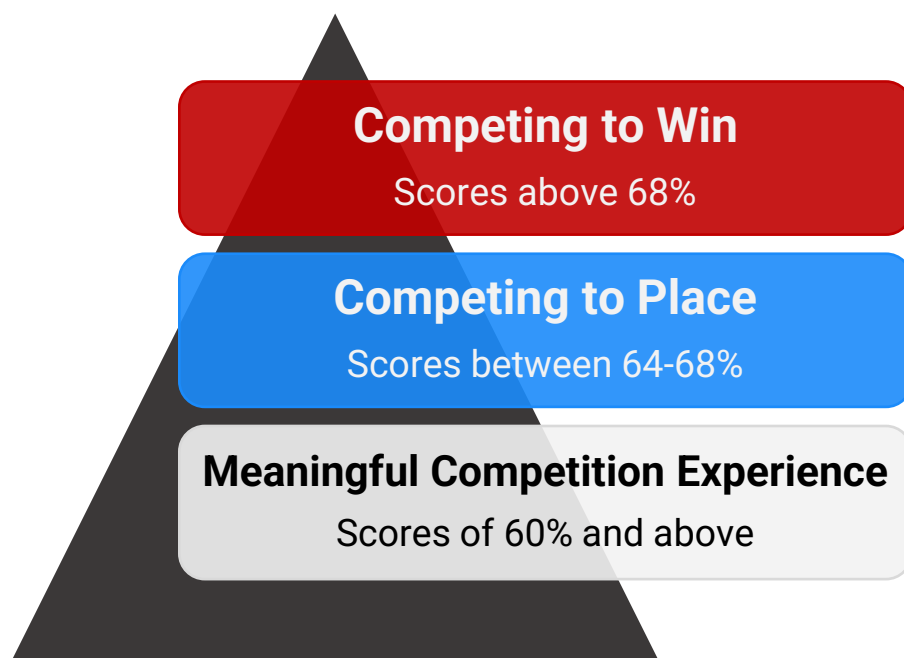 Competing to Win
Scores above 68%
Competing to Place
Scores between 64-68%
Meaningful Competition Experience
Scores of 60% and above